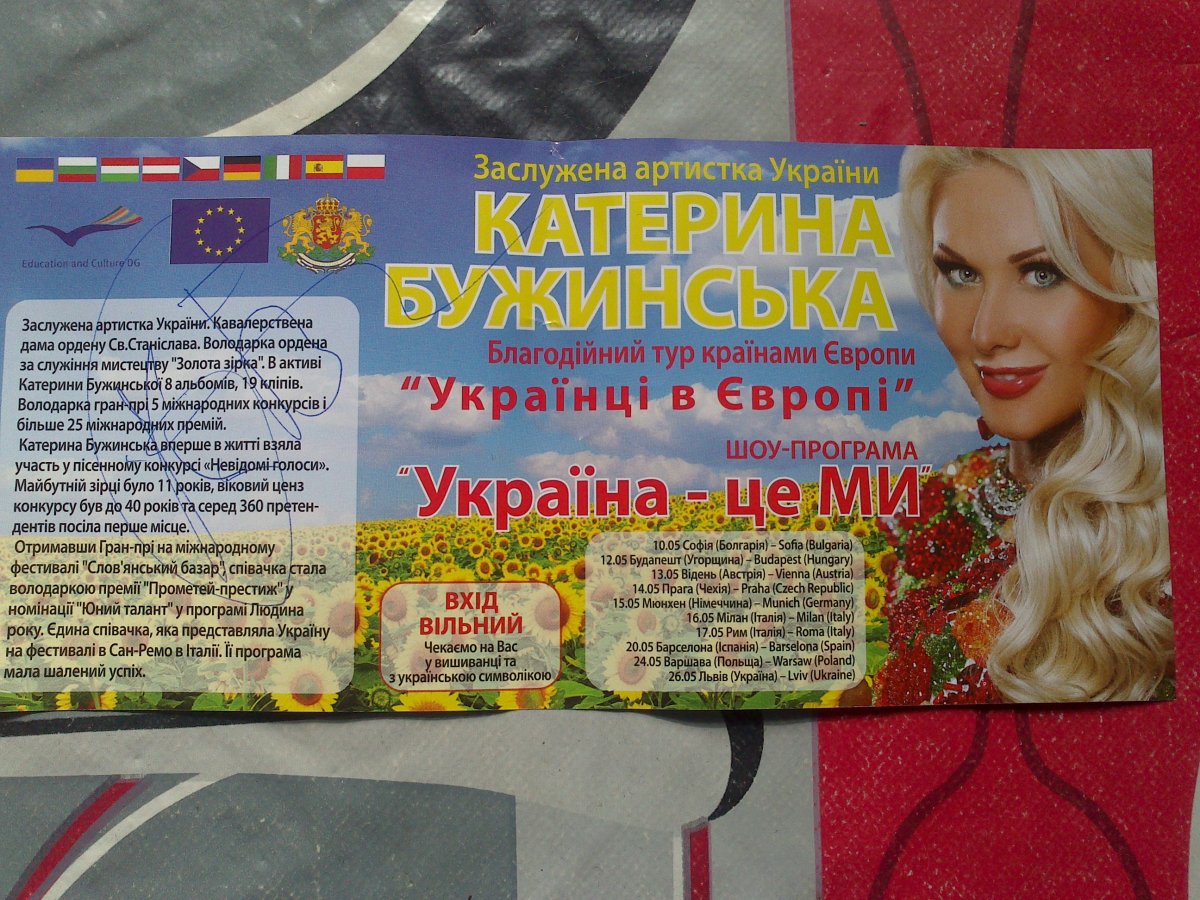 Education and Culture DG
Заслужена артистка України. Кавалерствена
дама ордену Св.Станіслава. Володарка ордена
за служіння мистецтву "Золота зірка". В активі
Катерини Бужинської 8 альбомів, 19 кліпів.
Володарка гран-прі 5 міжнародних конкурсів і
більше 25 міжнародних премій.
Катерина Бужинська вперше в житті взяла
участь у пісенному конкурсі «Невідомі голоси».
Майбутній зірці було 11 років, віковий ценз
конкурсу був до 40 років та серед 360 претен-
дентів посіла перше місце.
Отримавши Гран-прі на міжнародному
фестивалі "Слов'янський базар", співачка стала
володаркою премії "Прометей-престиж" у
номінації "Юний талант" у програмі Людина
року. Єдина співачка, яка представляла Україну
на фестивалі в Сан-Ремо в Італії. Її програма
мала шалений успіх.
Заслужена артистка України
КАТЕРИНА
БУЖИНСЬКА
Благодійний тур країнами Європи
“Українці в Європі”
ШОУ-ПРОГРАМА
“Україна - це МИ”
ВХІД
ВІЛЬНИЙ
Чекаємо на Вас
у вишиванці та
з українською символікою
10.05 Софія (Болгарія) – Sofia (Bulgaria)
12.05 Будапешт (Угорщина) – Budapest (Hungary)
13.05 Відень (Австрія) – Vienna (Austria)
14.05 Прага (Чехія) – Praha (Czech Republic)
15.05 Мюнхен (Німеччина) – Munich (Germany)
16.05 Мілан (Італія) – Milan (Italy)
17.05 Рим (Італія) – Roma (Italy)
20.05 Барселона (Іспанія) – Barselona (Spain)
24.05 Варшава (Польща) – Warsaw (Poland)
26.05 Львів (Україна) – Lviv (Ukraine)